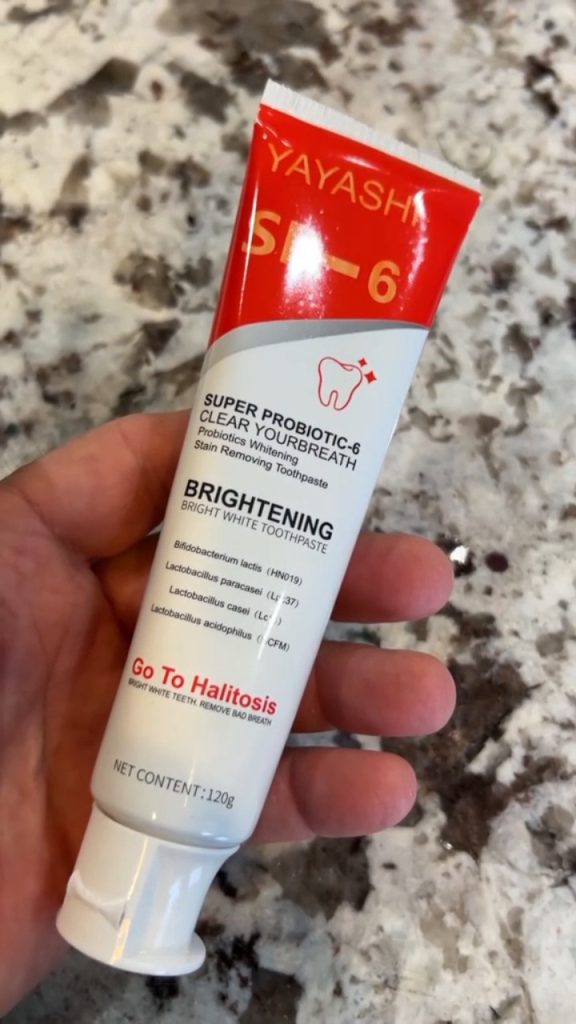 YAYASHI
6
SUPER PROBIOTIC-6
CLEAR YOURBREATH
Probiotics Whitening
Stain Removing Toothpaste
BRIGHTENING
BRIGHT WHITE TOOTHPASTE
Bifidobacterium lactis (HN019)
Lactobacillus paracasei
Lactobacillus casei
Lactobacillus acidophilus
Go To Halitosis
BRIGHT WHITE TEETH. REMOVE BAD BREATH
NET CONTENT:120g